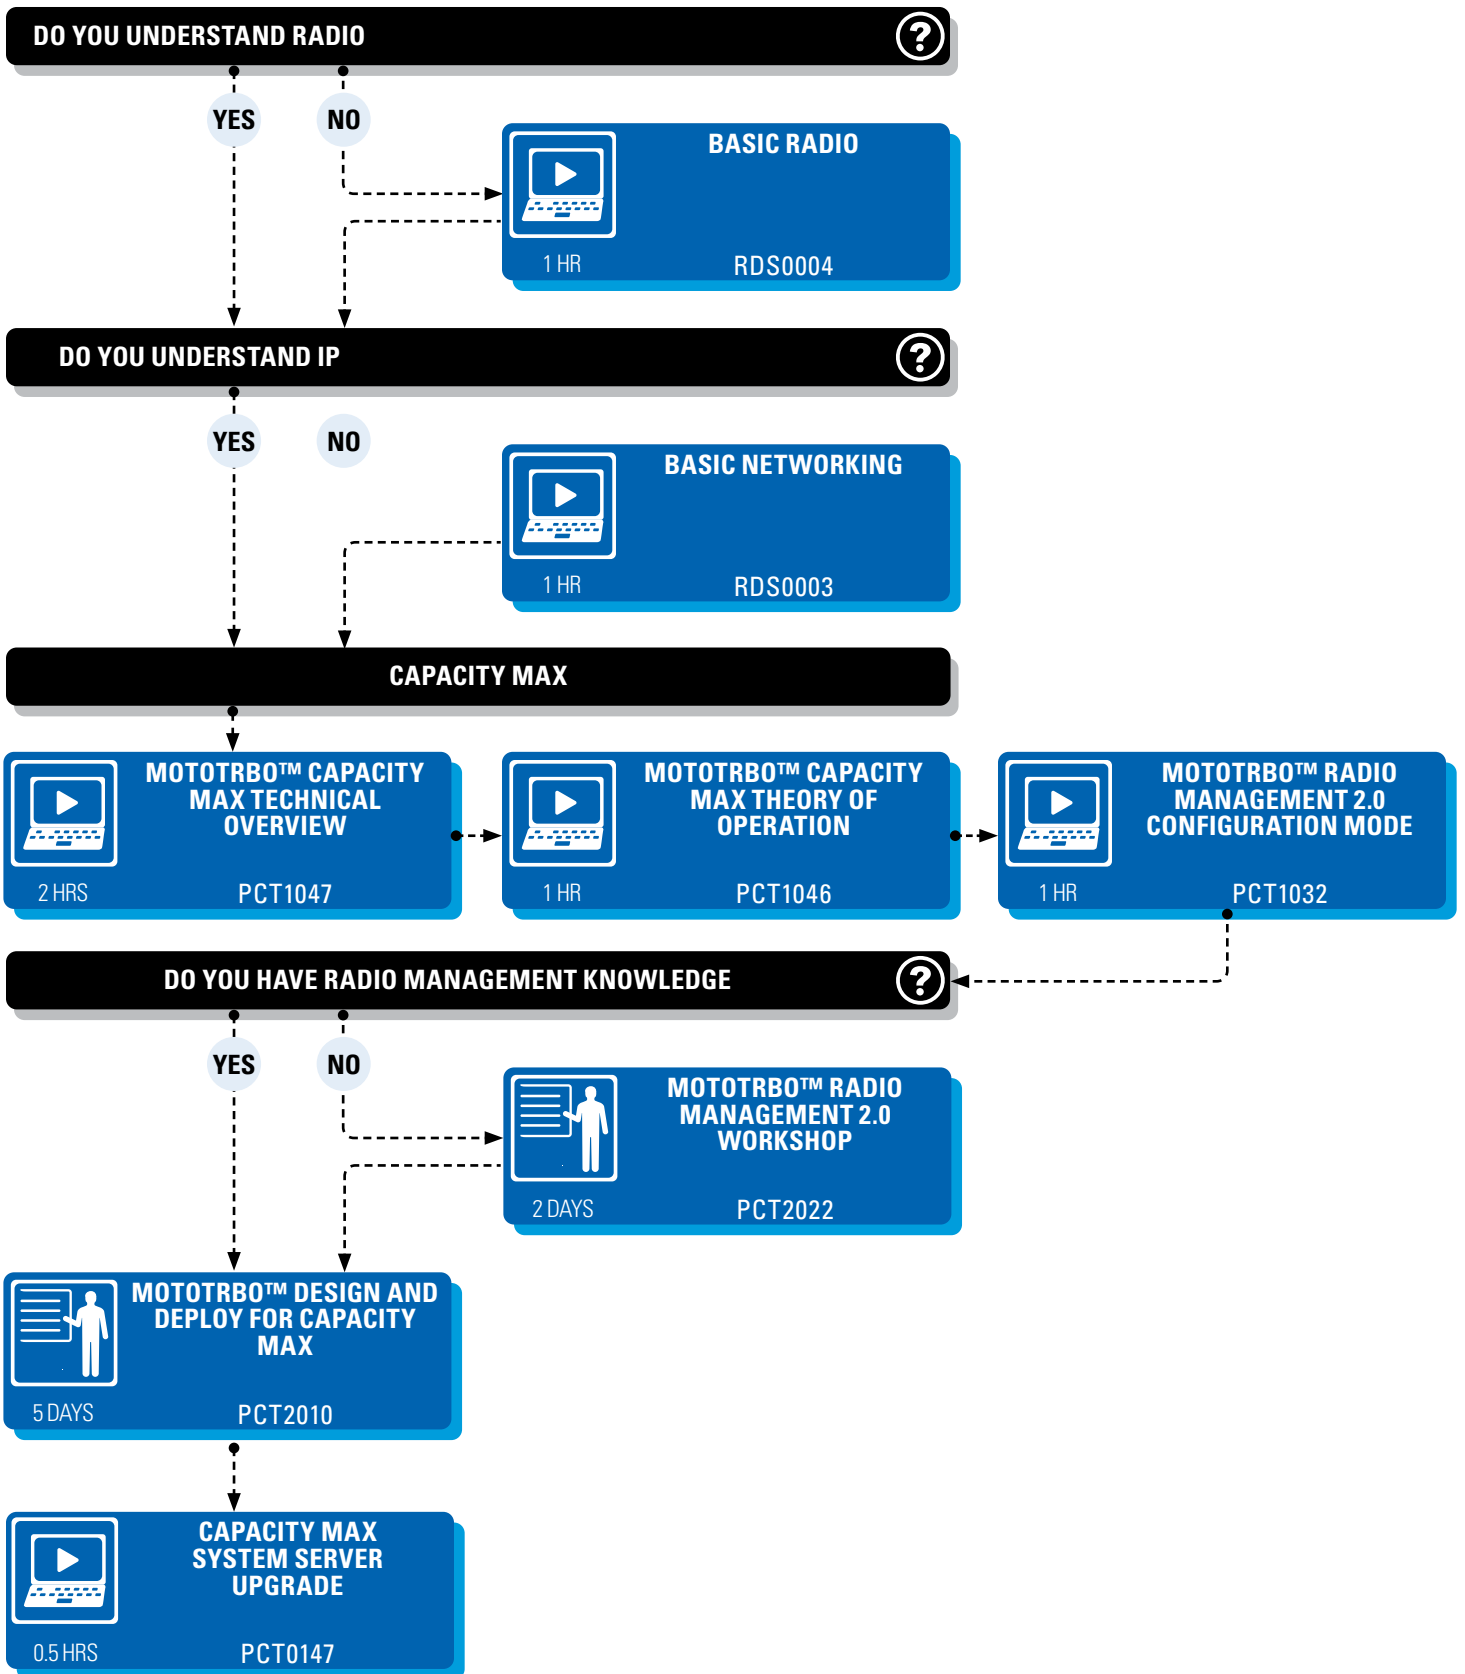 DO YOU UNDERSTAND RADIO
?
YES
NO
BASIC RADIO
1 HR
RDS0004
DO YOU UNDERSTAND IP
?
YES
NO
BASIC NETWORKING
1 HR
RDS0003
CAPACITY MAX
MOTOTRBO™ CAPACITY
MAX TECHNICAL
OVERVIEW
2 HRS
PCT1047
MOTOTRBO™ CAPACITY
MAX THEORY OF
OPERATION
1 HR
PCT1046
MOTOTRBO™ RADIO
MANAGEMENT 2.0
CONFIGURATION MODE
1 HR
PCT1032
DO YOU HAVE RADIO MANAGEMENT KNOWLEDGE
?
YES
NO
MOTOTRBO™ RADIO
MANAGEMENT 2.0
WORKSHOP
2 DAYS
PCT2022
MOTOTRBO™ DESIGN AND
DEPLOY FOR CAPACITY
MAX
5 DAYS
PCT2010
CAPACITY MAX
SYSTEM SERVER
UPGRADE
0.5 HRS
PCT0147